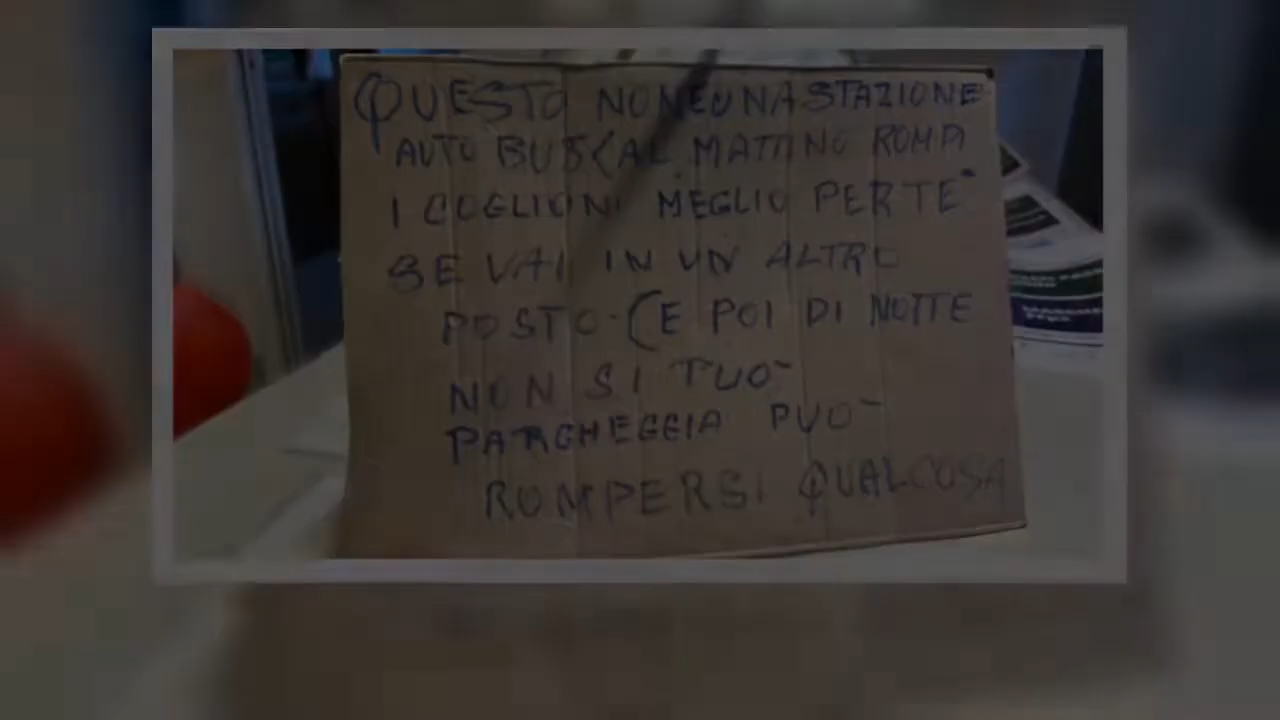 QUESTO NON E UNA STAZIONE
AUTO BUS (AL MATTINO ROMPI
I COGLIONI MEGLIO PER TE
SE VAI IN UN ALTRO
POSTO-(E POI DI NOTTE
NON SI TUO-
PARGHEGGIA PUO-
ROMPERSI QUALCOSA